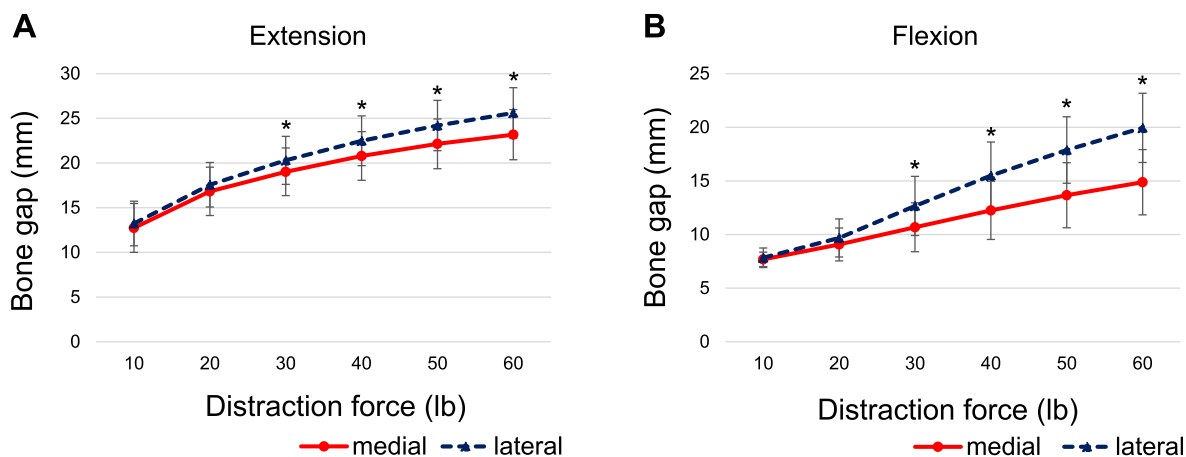 A
Extension
Bone gap (mm)
30
25
20
15
10
5
0
*
*
*
*
10 20 30 40 50 60
Distraction force (lb)
medial lateral
B
Flexion
Bone gap (mm)
25
20
15
10
5
0
*
*
*
*
10 20 30 40 50 60
Distraction force (lb)
medial lateral